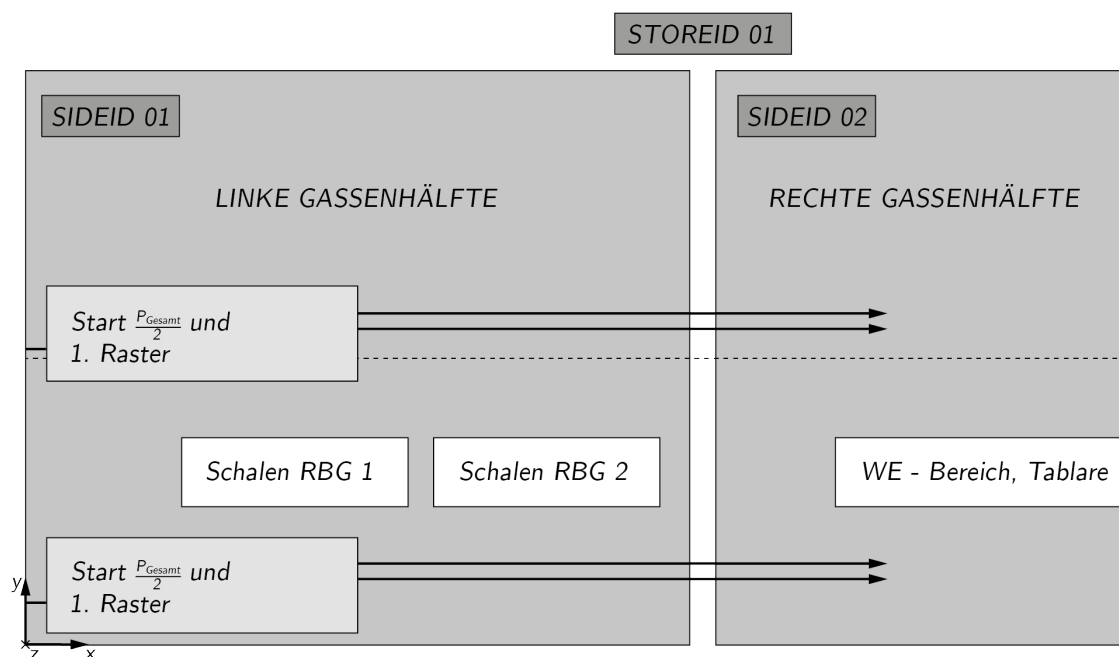 STOREID 01
SIDEID 01
SIDEID 02
LINKE GASSENHÄLFTE
RECHTE GASSENHÄLFTE
Start P_Gesamt/2 und
1. Raster
Schalen RBG 1
Schalen RBG 2
WE - Bereich, Tablare
Start P_Gesamt/2 und
1. Raster
y
z
x